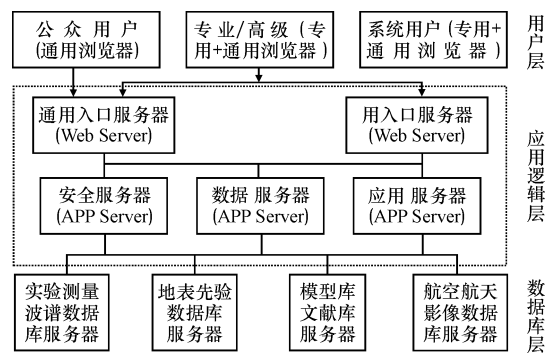 公 众 用 户
(通用浏览器)
专业/高级 (专
用+通用浏览器)
系统用户(专用+
通 用 浏 览 器 )
用户层
通用入口服务器
(Web Server)
用入口服务器
(Web Server)
安全服务器
(APP Server)
数据 服务器
(APP Server)
应用 服务器
(APP Server)
应用逻辑层
实验测量
波谱数据
库服务器
地表先验
数据库
服务器
模型库
文献库
服务器
航空航天
影像数据
库服务器
数据库层